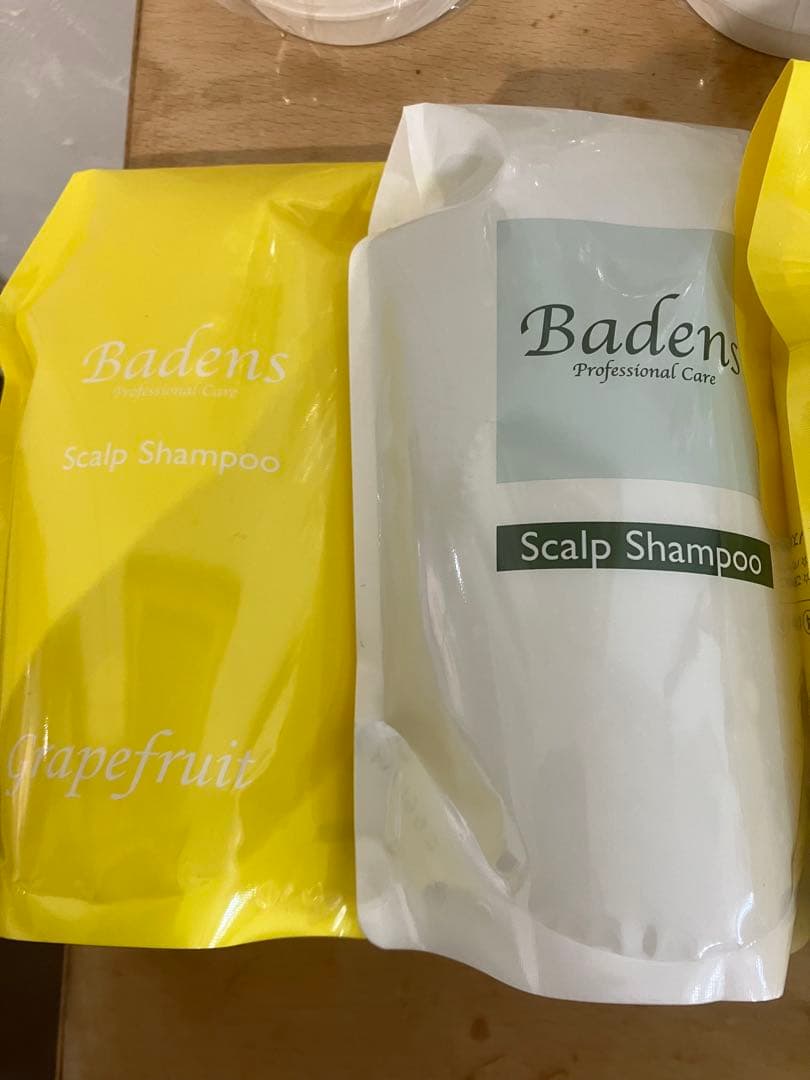 Badens
Professional Care
Scalp Shampoo
Grapefruit
Badens
Professional Care
Scalp Shampoo